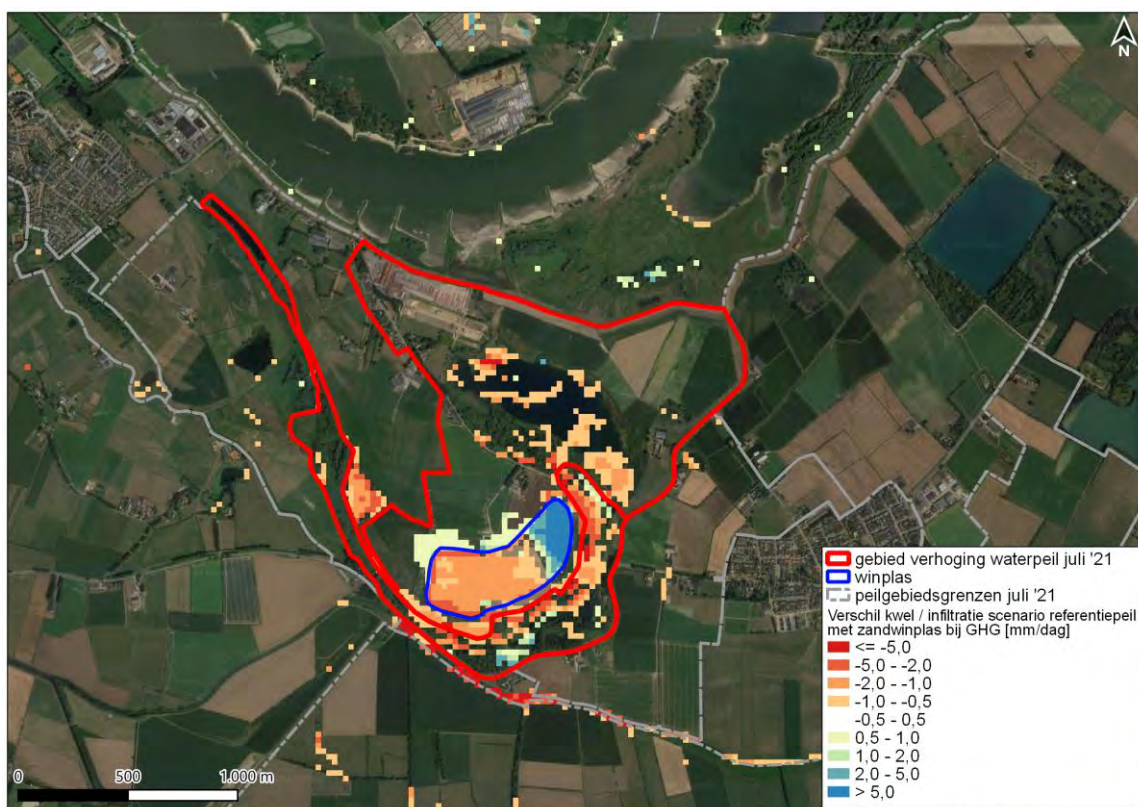 N
gebied verhoging waterpeil juli '21
winplas
peilgebiedsgrenzen juli '21
Verschil kwel / infiltratie scenario referentiepeil
met zandwinplas bij GHG [mm/dag]
<= -5,0
-5,0 - -2,0
-2,0 - -1,0
-1,0 - -0,5
-0,5 - 0,5
0,5 - 1,0
1,0 - 2,0
2,0 - 5,0
> 5,0
0 500 1.000 m